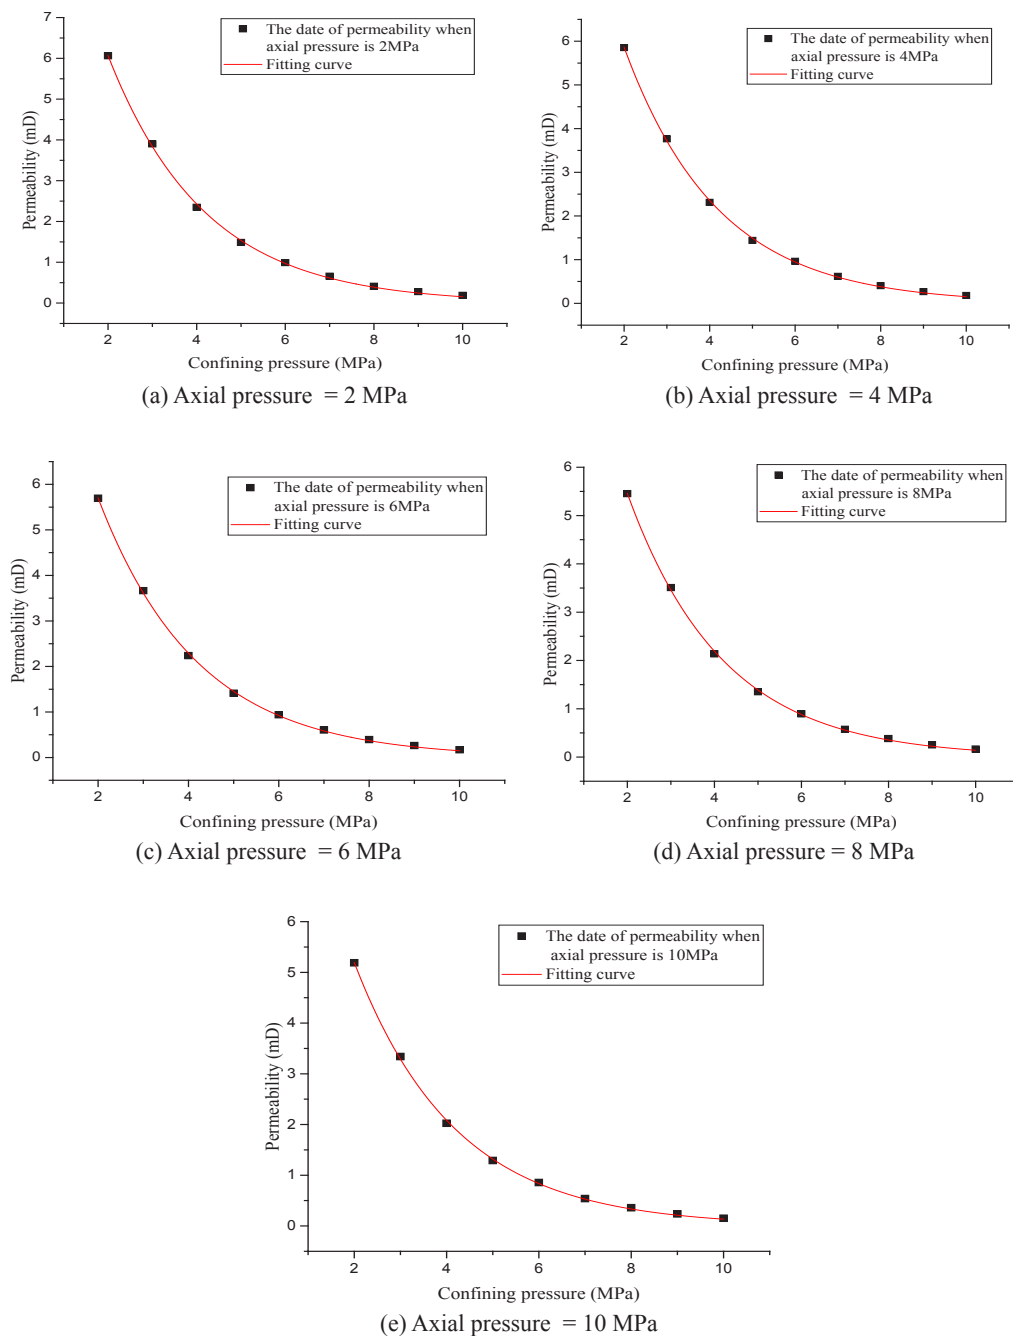 7
6
5
4
3
2
1
0
Permeability (mD)
The date of permeability when
axial pressure is 2MPa
Fitting curve
2
4
6
8
10
Confining pressure (MPa)
(a) Axial pressure = 2 MPa
6
5
4
3
2
1
0
Permeability (mD)
The date of permeability when
axial pressure is 4MPa
Fitting curve
2
4
6
8
10
Confining pressure (MPa)
(b) Axial pressure = 4 MPa
6
5
4
3
2
1
0
Permeability (mD)
The date of permeability when
axial pressure is 6MPa
Fitting curve
2
4
6
8
10
Confining pressure (MPa)
(c) Axial pressure = 6 MPa
6
5
4
3
2
1
0
Permeability (mD)
The date of permeability when
axial pressure is 8MPa
Fitting curve
2
4
6
8
10
Confining pressure (MPa)
(d) Axial pressure = 8 MPa
6
5
4
3
2
1
0
Permeability (mD)
The date of permeability when
axial pressure is 10MPa
Fitting curve
2
4
6
8
10
Confining pressure (MPa)
(e) Axial pressure = 10 MPa